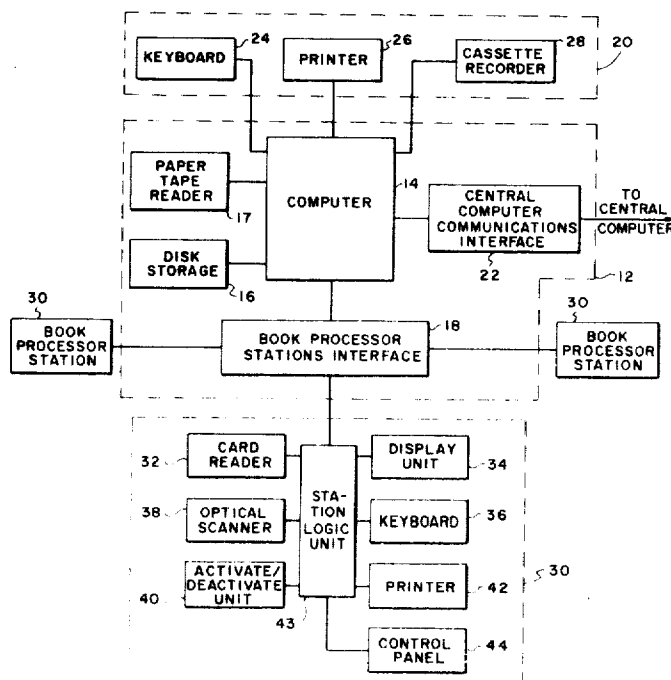 24
26
28
KEYBOARD
PRINTER
CASSETTE
RECORDER
20
PAPER
TAPE
READER
17
COMPUTER
14
CENTRAL
COMPUTER
COMMUNICATIONS
INTERFACE
22
TO
CENTRAL
COMPUTER
DISK
STORAGE
16
12
30
BOOK
PROCESSOR
STATION
18
BOOK PROCESSOR
STATIONS INTERFACE
30
BOOK
PROCESSOR
STATION
CARD
READER
32
STA-
TION
LOGIC
UNIT
43
DISPLAY
UNIT
34
38
OPTICAL
SCANNER
KEYBOARD
36
ACTIVATE/
DEACTIVATE
UNIT
40
PRINTER
42
30
CONTROL
PANEL
44